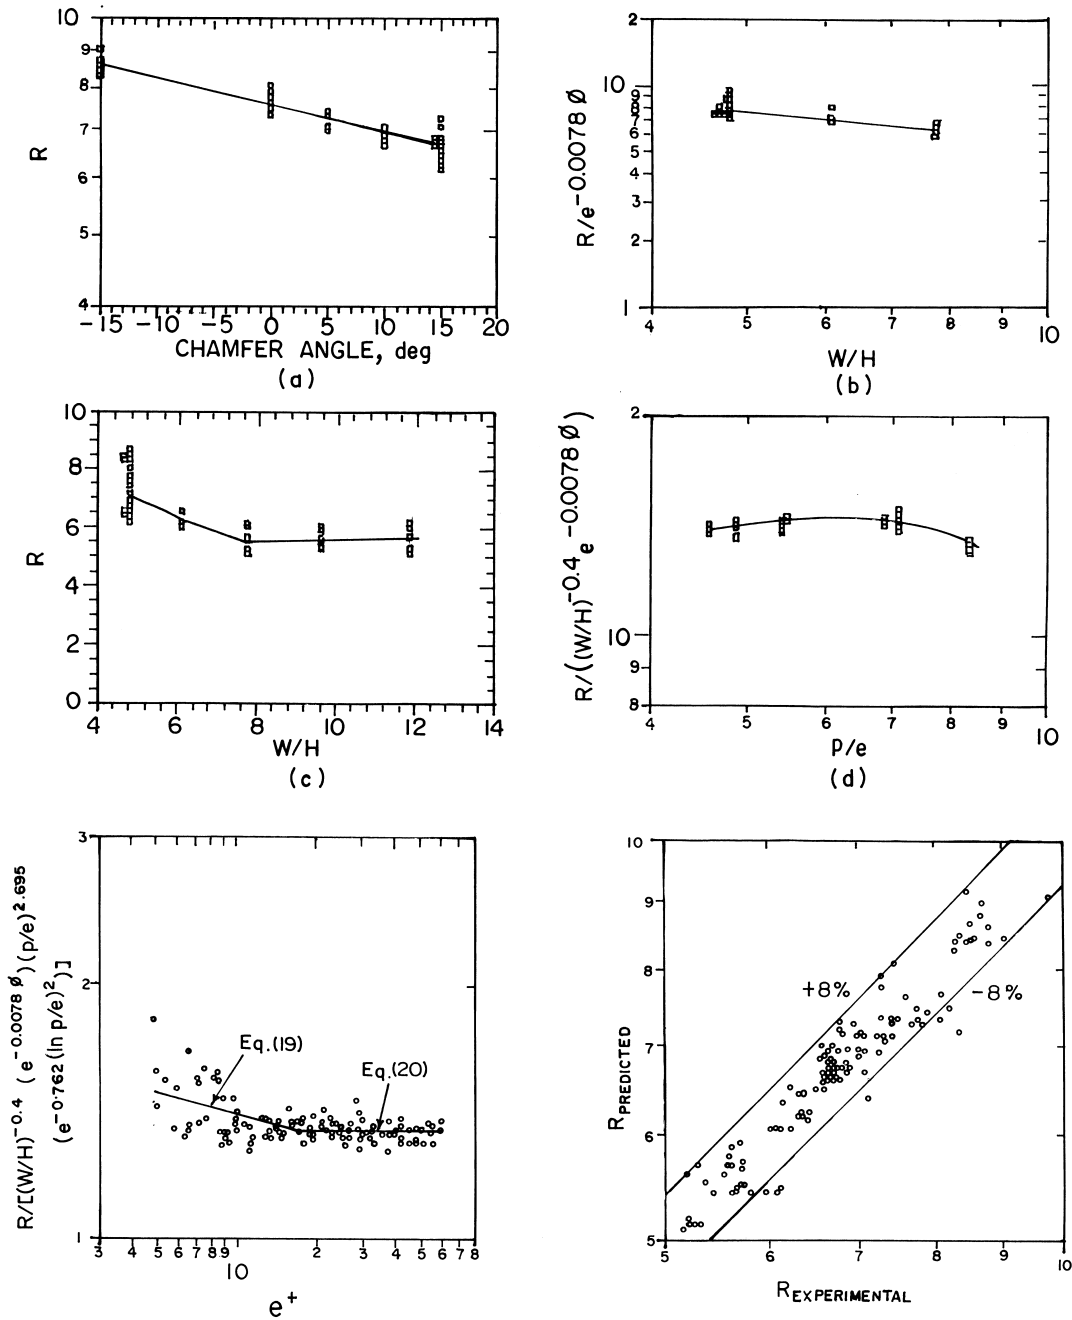 10
9
8
7
6
5
4
R
-15 -10 -5 0 5 10 15 20
CHAMFER ANGLE, deg
(a)
2
10
9
8
7
6
5
4
3
2
1
R/e^-0.0078 Ø
4 5 6 7 8 9 10
W/H
(b)
10
8
6
4
2
0
R
4 6 8 10 12 14
W/H
(c)
2
10
9
8
R/((W/H)^-0.4 e^-0.0078 Ø)
4 5 6 7 8 9 10
P/e
(d)
3
2
1
R/[(W/H)^-0.4 (e^-0.0078 Ø)(p/e)^2.695
(e^-0.762(ln p/e)^2)]
Eq.(19)
Eq.(20)
3 4 5 6 7 8 9 10 2 3 4 5 6 7 8
e+
10
9
8
7
6
5
R PREDICTED
+8%
-8%
5 6 7 8 9 10
R EXPERIMENTAL